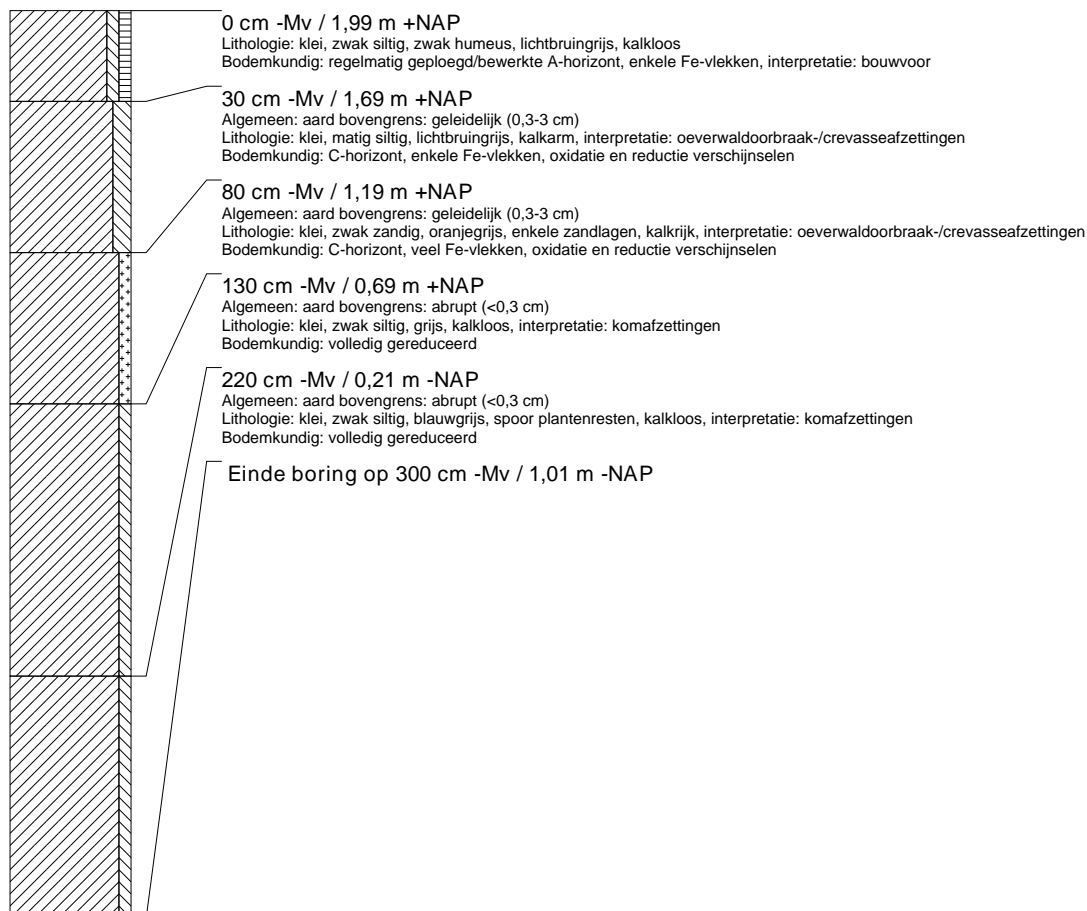 0 cm -Mv / 1,99 m +NAP
Lithologie: klei, zwak siltig, zwak humeus, lichtbruingrijs, kalkloos
Bodemkundig: regelmatig geploegd/bewerkte A-horizont, enkele Fe-vlekken, interpretatie: bouwvoor
30 cm -Mv / 1,69 m +NAP
Algemeen: aard bovengrens: geleidelijk (0,3-3 cm)
Lithologie: klei, matig siltig, lichtbruingrijs, kalkarm, interpretatie: oeverwaldoorbraak-/crevasseafzettingen
Bodemkundig: C-horizont, enkele Fe-vlekken, oxidatie en reductie verschijnselen
80 cm -Mv / 1,19 m +NAP
Algemeen: aard bovengrens: geleidelijk (0,3-3 cm)
Lithologie: klei, zwak zandig, oranjegrijs, enkele zandlagen, kalkrijk, interpretatie: oeverwaldoorbraak-/crevasseafzettingen
Bodemkundig: C-horizont, veel Fe-vlekken, oxidatie en reductie verschijnselen
130 cm -Mv / 0,69 m +NAP
Algemeen: aard bovengrens: abrupt (<0,3 cm)
Lithologie: klei, zwak siltig, grijs, kalkloos, interpretatie: komafzettingen
Bodemkundig: volledig gereduceerd
220 cm -Mv / 0,21 m -NAP
Algemeen: aard bovengrens: abrupt (<0,3 cm)
Lithologie: klei, zwak siltig, blauwgrijs, spoor plantenresten, kalkloos, interpretatie: komafzettingen
Bodemkundig: volledig gereduceerd
Einde boring op 300 cm -Mv / 1,01 m -NAP